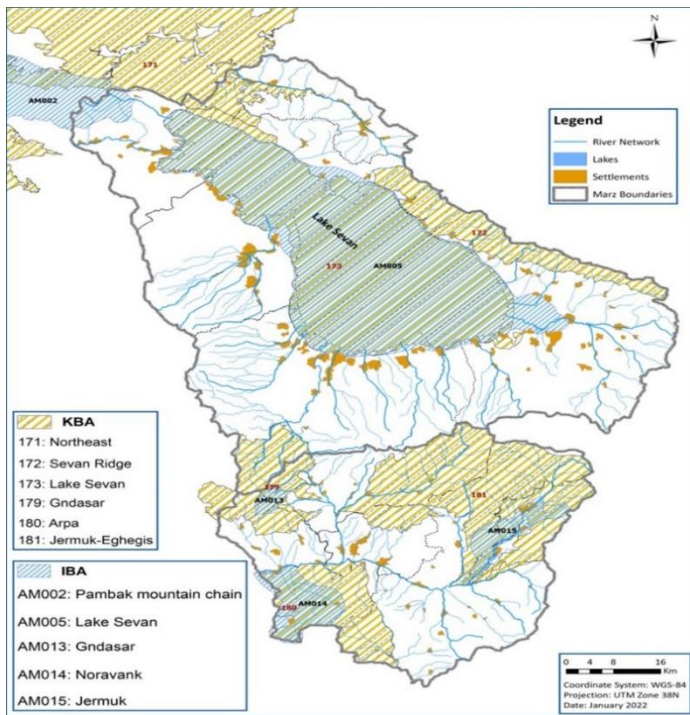 N
171
AM002
Legend
River Network
Lakes
Settlements
Marz Boundaries
172
Lake Sevan
173
AM005
KBA
171: Northeast
172: Sevan Ridge
173: Lake Sevan
179: Gndasar
180: Arpa
181: Jermuk-Eghegis
179
AM013
181
AM015
IBA
AM002: Pambak mountain chain
AM005: Lake Sevan
AM013: Gndasar
AM014: Noravank
AM015: Jermuk
180
AM014
0 4 8 16
Km
Coordinate System: WGS-84
Projection: UTM Zone 38N
Date: January 2022